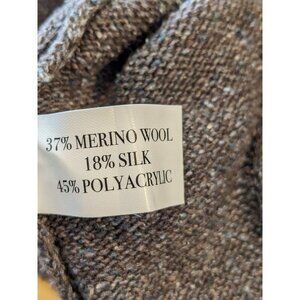 37% MERINO WOOL
18% SILK
45% POLYACRYLIC